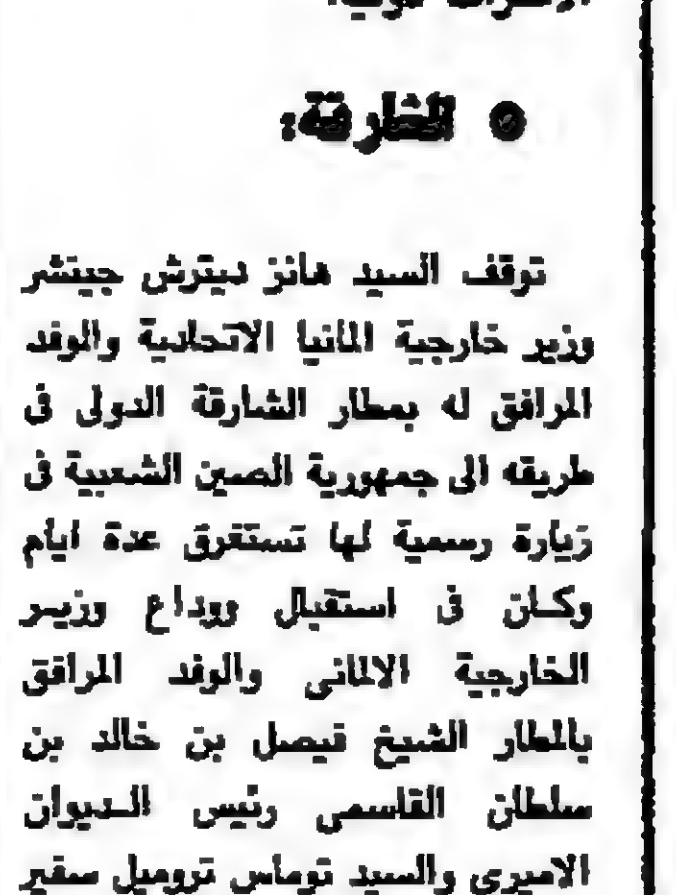 ● الشارقة:
توقف السيد هانز ديترش جينشر
وزير خارجية المانيا الاتحادية والوفد
المرافق له بمطار الشارقة الدولى فى
طريقه الى جمهورية الصين الشعبية فى
زيارة رسمية لها تستغرق عدة ايام
وكان فى استقبال ووداع وزير
الخارجية الالمانى والوفد المرافق
بالمطار الشيخ فيصل بن خالد بن
سلطان القاسمى رئيس الديوان
الاميرى والسيد توماس تروميل سفير